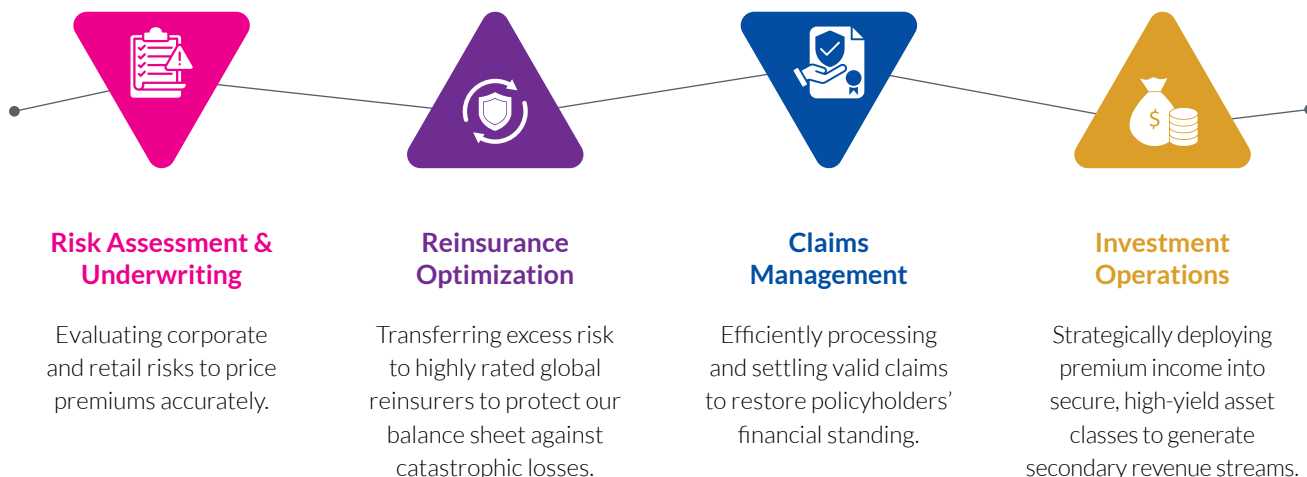 Risk Assessment &
Underwriting
Evaluating corporate
and retail risks to price
premiums accurately.
Reinsurance
Optimization
Transferring excess risk
to highly rated global
reinsurers to protect our
balance sheet against
catastrophic losses.
Claims
Management
Efficiently processing
and settling valid claims
to restore policyholders’
financial standing.
$
Investment
Operations
Strategically deploying
premium income into
secure, high-yield asset
classes to generate
secondary revenue streams.